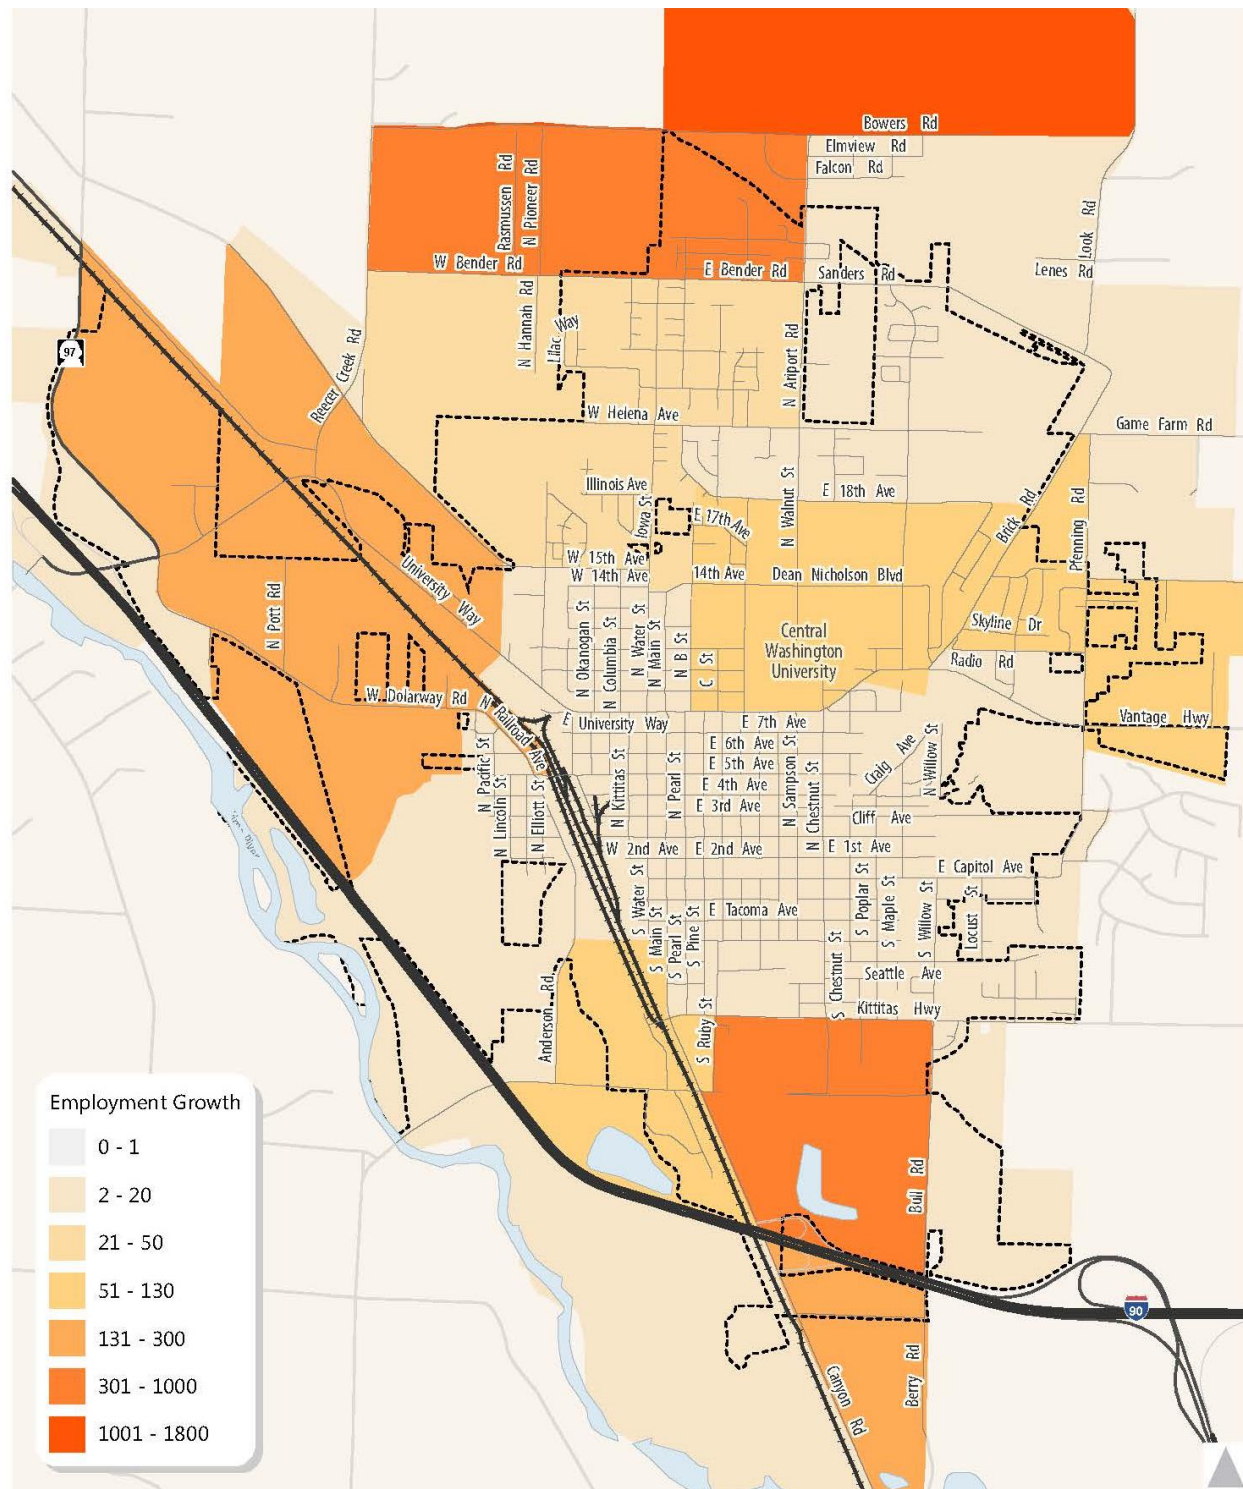 Bowers Rd
Elmview Rd
Falcon Rd
Rasmussen Rd
N Pioneer Rd
Look Rd
W Bender Rd
E Bender Rd
Sanders Rd
Lenes Rd
N Hannah Rd
Lilac Way
97
Reecer Creek Rd
N Ariport Rd
W Helena Ave
Game Farm Rd
Illinois Ave
E 18th Ave
Iowa St
E 17th Ave
N Walnut St
Brick Rd
Pfenning Rd
W 15th Ave
W 14th Ave
14th Ave
Dean Nicholson Blvd
University Way
N Pott Rd
Skyline Dr
Central
Washington
University
Radio Rd
N Okanogan St
N Columbia St
N Water St
N Main St
N B St
C St
W Dolarway Rd
N Railroad Ave
E University Way
E 7th Ave
Vantage Hwy
E 6th Ave
E 5th Ave
E 4th Ave
E 3rd Ave
Craig Ave
N Willow St
N Pacific St
N Lincoln St
N Elliott St
N Kittitas St
N Pearl St
N Sampson St
N Chestnut St
Cliff Ave
W 2nd Ave
E 2nd Ave
E 1st Ave
E Capitol Ave
S Water St
S Main St
S Pearl St
S Pine St
E Tacoma Ave
S Poplar St
S Maple St
S Willow St
Locust St
S Chestnut St
Seattle Ave
Kittitas Hwy
Anderson Rd
S Ruby St
Bull Rd
90
Berry Rd
Canyon Rd
Employment Growth
0 - 1
2 - 20
21 - 50
51 - 130
131 - 300
301 - 1000
1001 - 1800